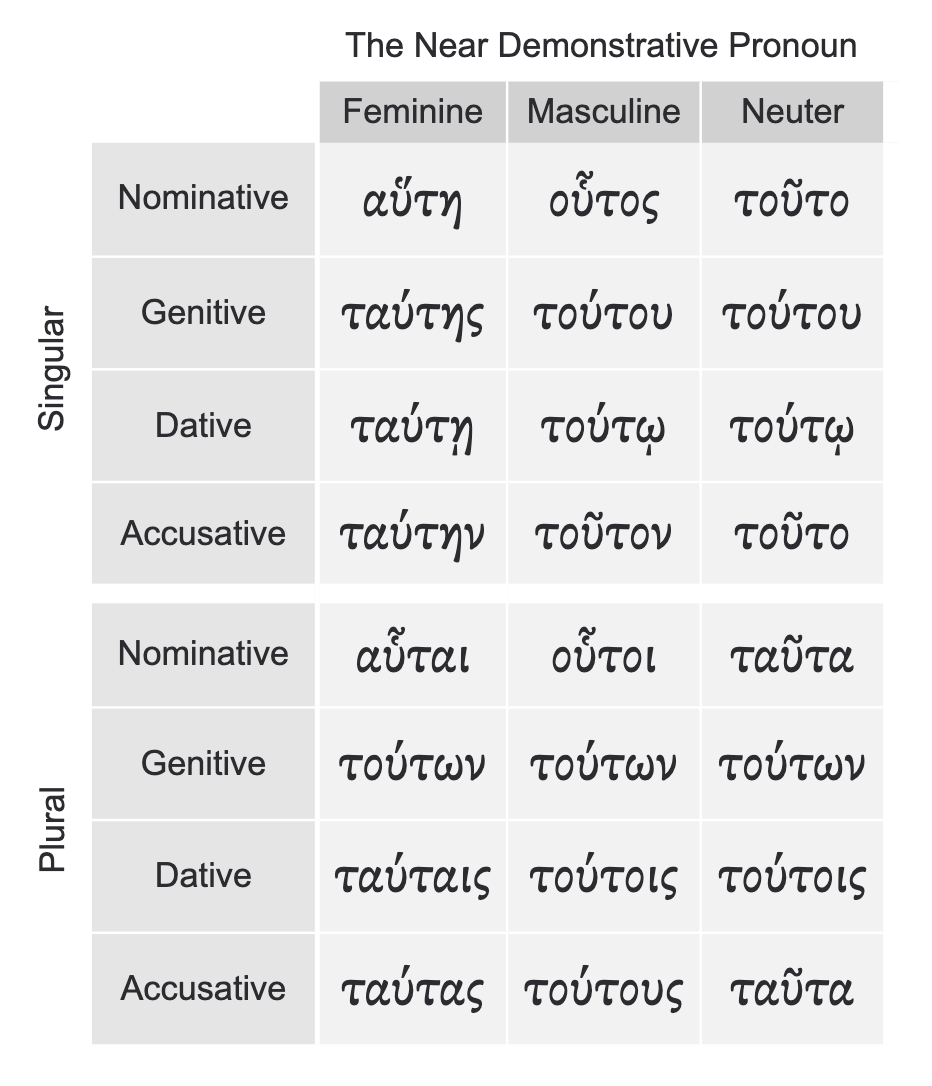 The Near Demonstrative Pronoun
Feminine Masculine Neuter
Singular
Nominative αὕτη οὗτος τοῦτο
Genitive ταύτης τούτου τούτου
Dative ταύτῃ τούτῳ τούτῳ
Accusative ταύτην τοῦτον τοῦτο
Plural
Nominative αὗται οὗτοι ταῦτα
Genitive τούτων τούτων τούτων
Dative ταύταις τούτοις τούτοις
Accusative ταύτας τούτους ταῦτα